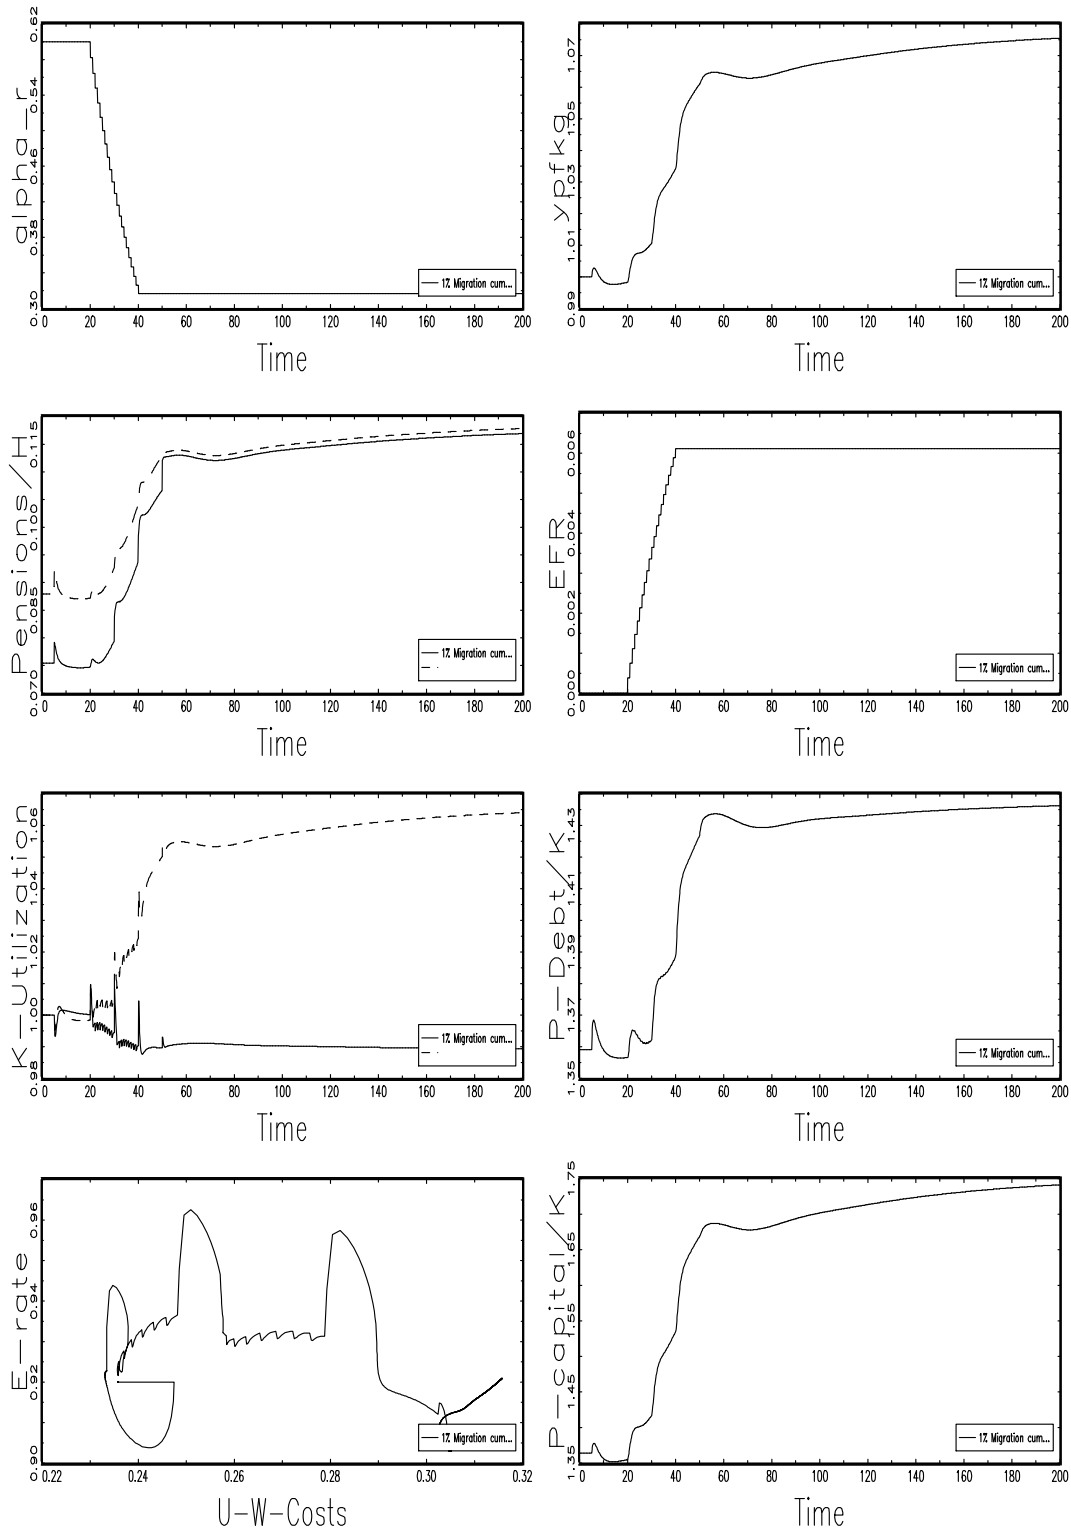 alpha-r
0.62
0.54
0.46
0.38
0.30
1% Migration cum...
0 20 40 60 80 100 120 140 160 180 200
Time
ypfkg
1.07
1.05
1.03
1.01
0.99
1% Migration cum...
0 20 40 60 80 100 120 140 160 180 200
Time
Pensions/H
0.115
0.100
0.085
0.070
1% Migration cum...
0 20 40 60 80 100 120 140 160 180 200
Time
EFR
0.006
0.004
0.002
0.000
1% Migration cum...
0 20 40 60 80 100 120 140 160 180 200
Time
K-Utilization
1.06
1.04
1.02
1.00
.98
1% Migration cum...
0 20 40 60 80 100 120 140 160 180 200
Time
P-Debt/K
1.43
1.41
1.39
1.37
1.35
1% Migration cum...
0 20 40 60 80 100 120 140 160 180 200
Time
E-rate
0.96
0.94
0.92
0.90
1% Migration cum...
0.22 0.24 0.26 0.28 0.30 0.32
U-W-Costs
P-capital/K
1.75
1.65
1.55
1.45
1.35
1% Migration cum...
0 20 40 60 80 100 120 140 160 180 200
Time